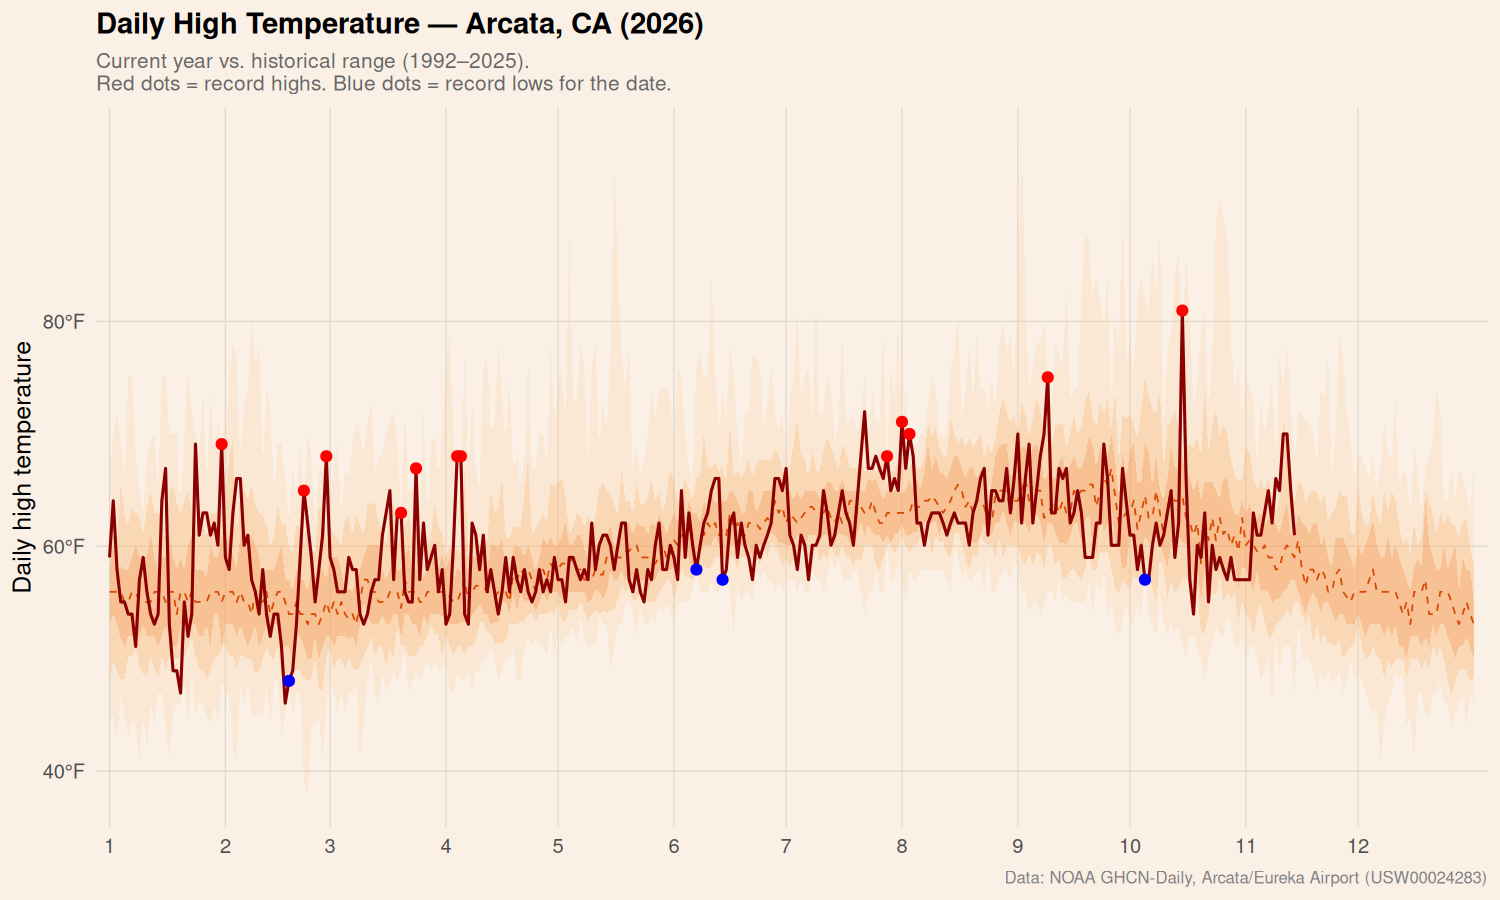 Daily High Temperature — Arcata, CA (2026)
Current year vs. historical range (1992–2025).
Red dots = record highs. Blue dots = record lows for the date.
Daily high temperature
80°F
60°F
40°F
1 2 3 4 5 6 7 8 9 10 11 12
Data: NOAA GHCN-Daily, Arcata/Eureka Airport (USW00024283)